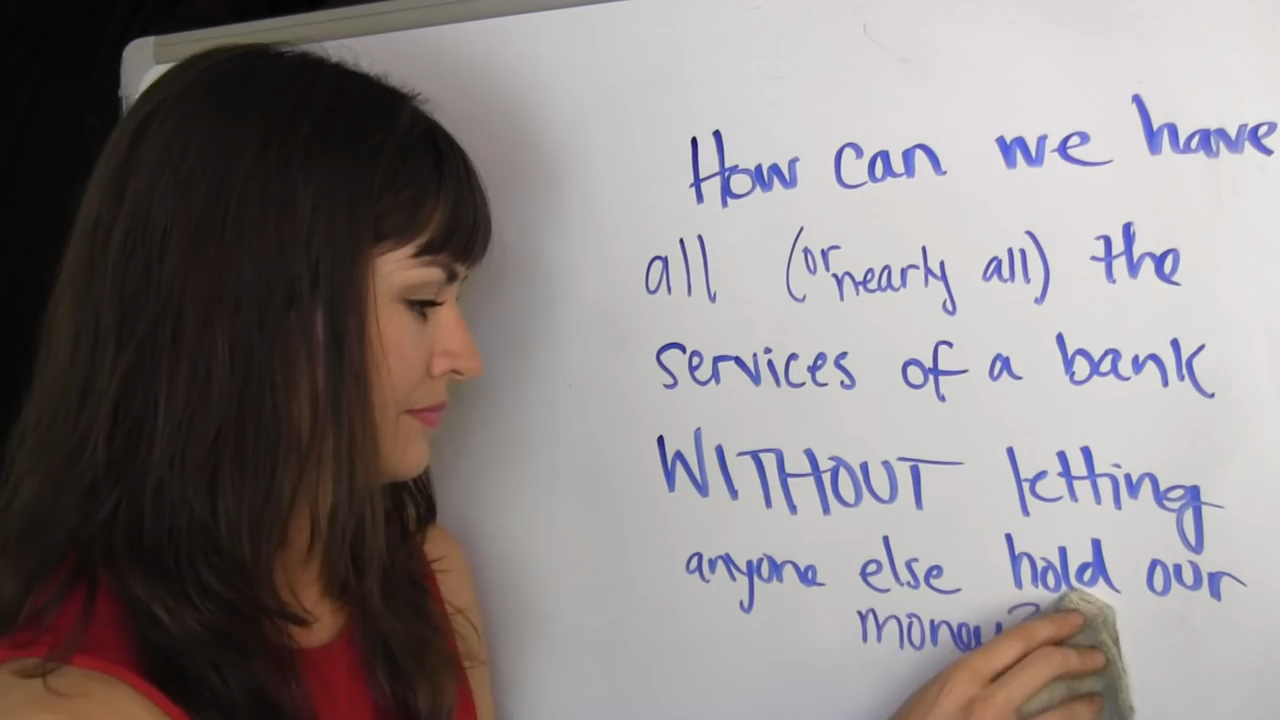 How can we have
all (or nearly all) the
services of a bank
WITHOUT letting
anyone else hold our
money?